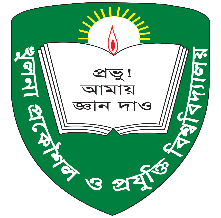 প্রভু!
আমায়
জ্ঞান দাও
খুলনা প্রকৌশল ও প্রযুক্তি বিশ্ববিদ্যালয়